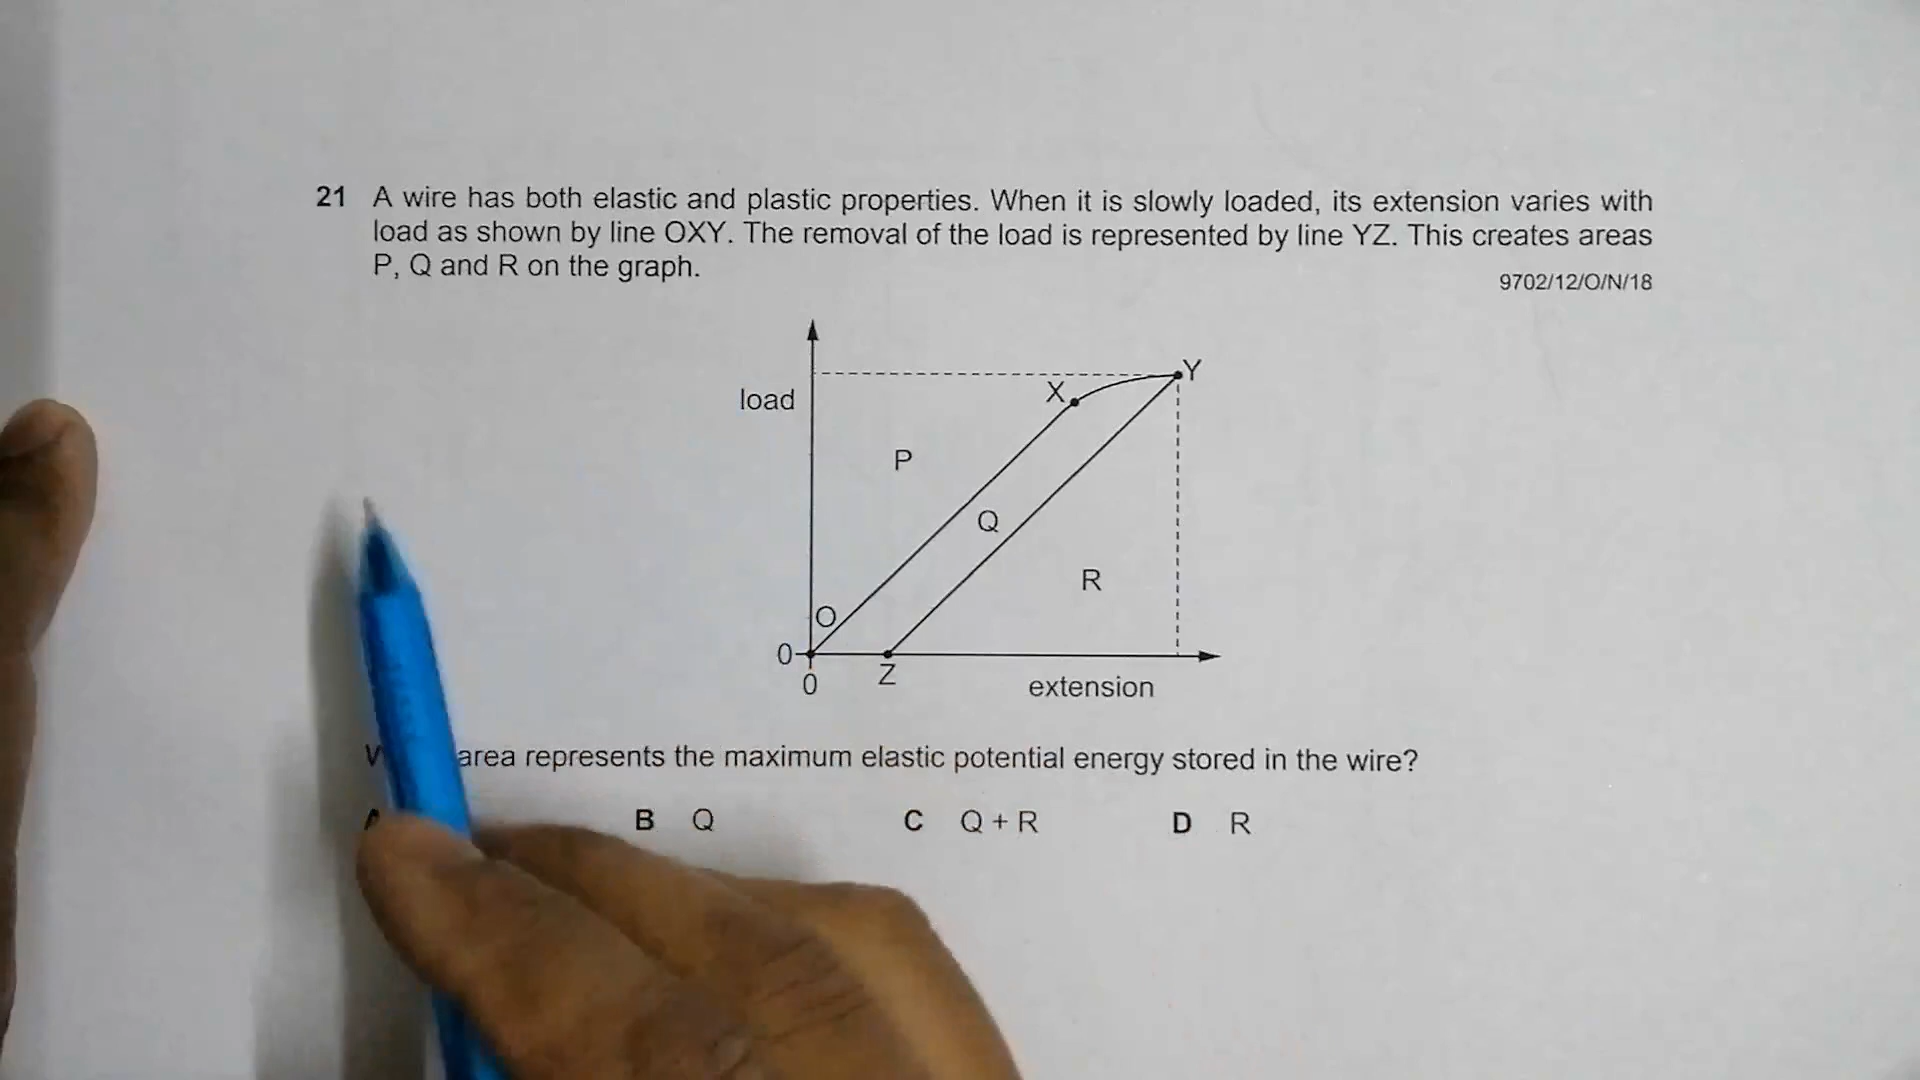 21 A wire has both elastic and plastic properties. When it is slowly loaded, its extension varies with
load as shown by line OXY. The removal of the load is represented by line YZ. This creates areas
P, Q and R on the graph.
9702/12/O/N/18
Y
X
load
P
Q
R
O
0
0
Z
extension
area represents the maximum elastic potential energy stored in the wire?
B Q C Q + R D R